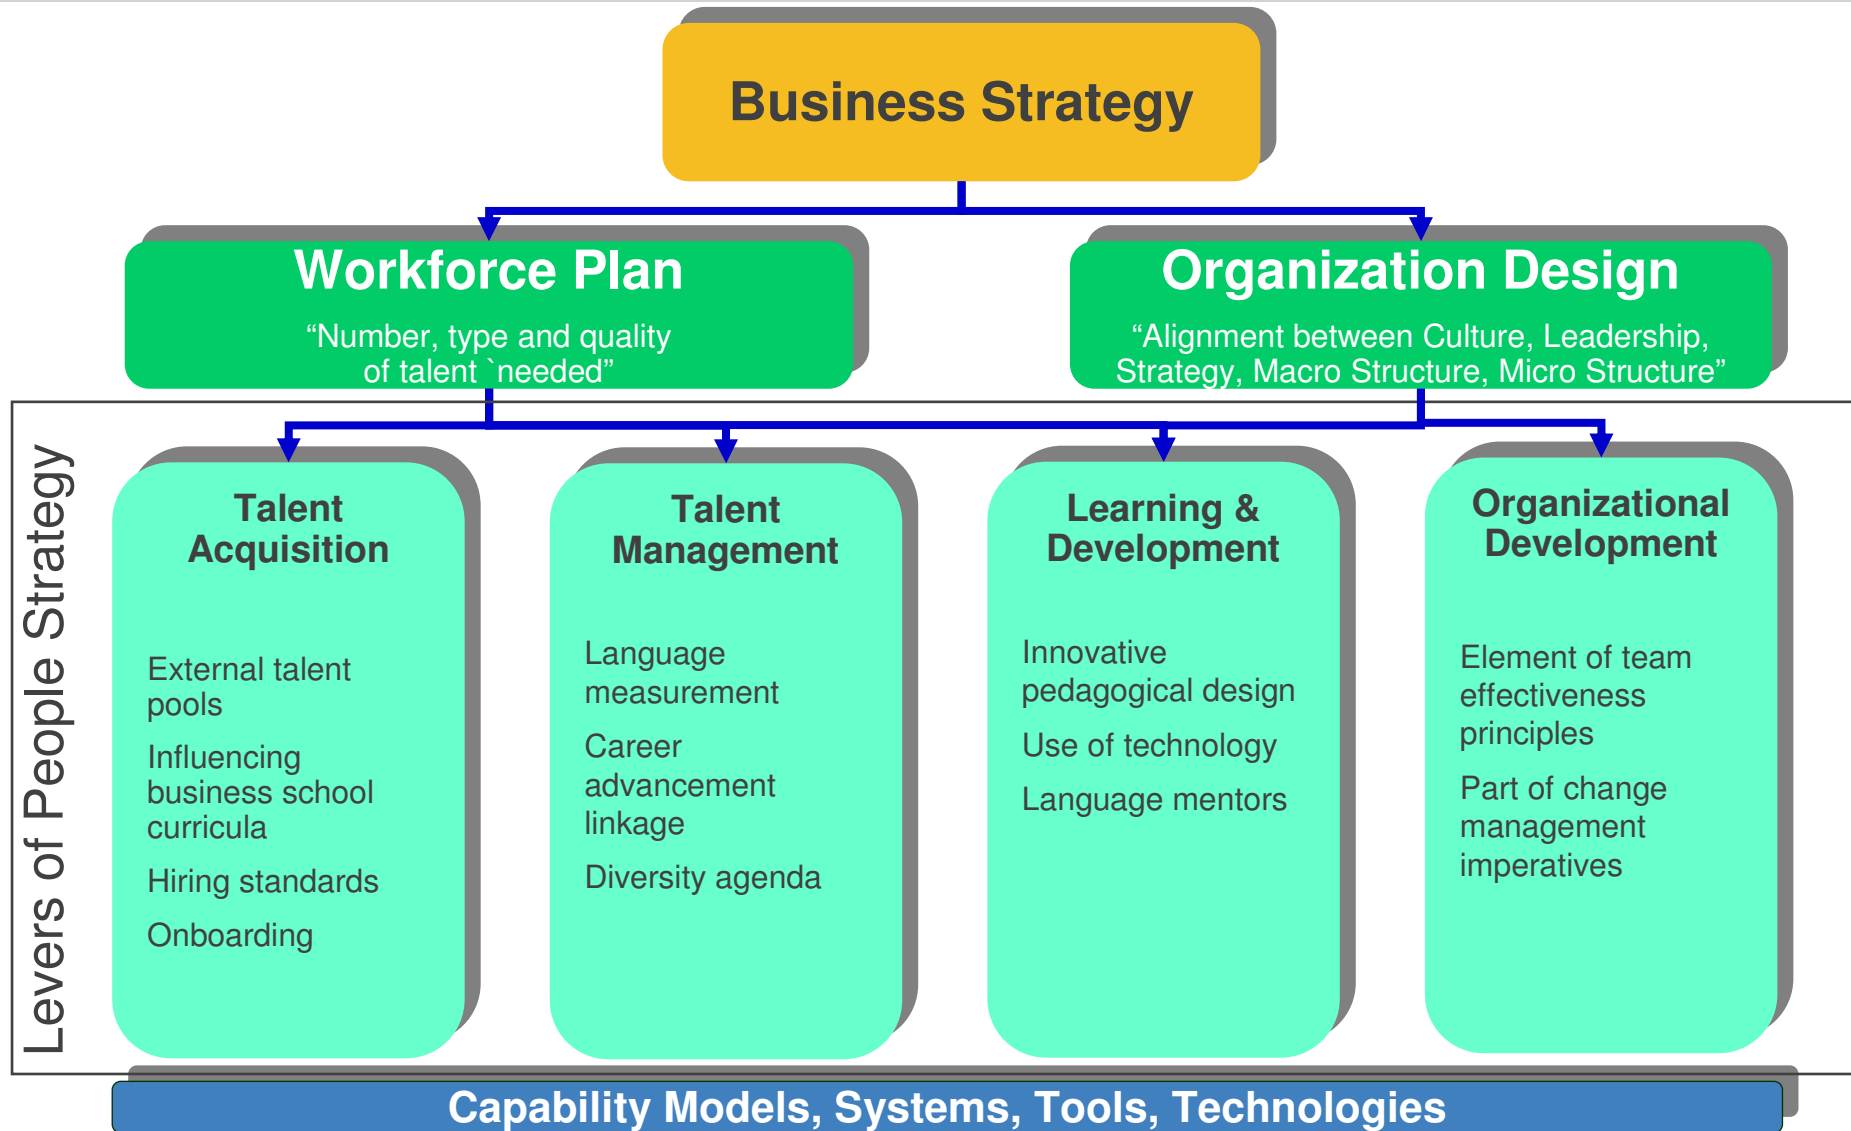 Business Strategy
Workforce Plan
“Number, type and quality
of talent `needed”
Organization Design
“Alignment between Culture, Leadership,
Strategy, Macro Structure, Micro Structure”
Levers of People Strategy
Talent
Acquisition
External talent
pools
Influencing
business school
curricula
Hiring standards
Onboarding
Talent
Management
Language
measurement
Career
advancement
linkage
Diversity agenda
Learning &
Development
Innovative
pedagogical design
Use of technology
Language mentors
Organizational
Development
Element of team
effectiveness
principles
Part of change
management
imperatives
Capability Models, Systems, Tools, Technologies